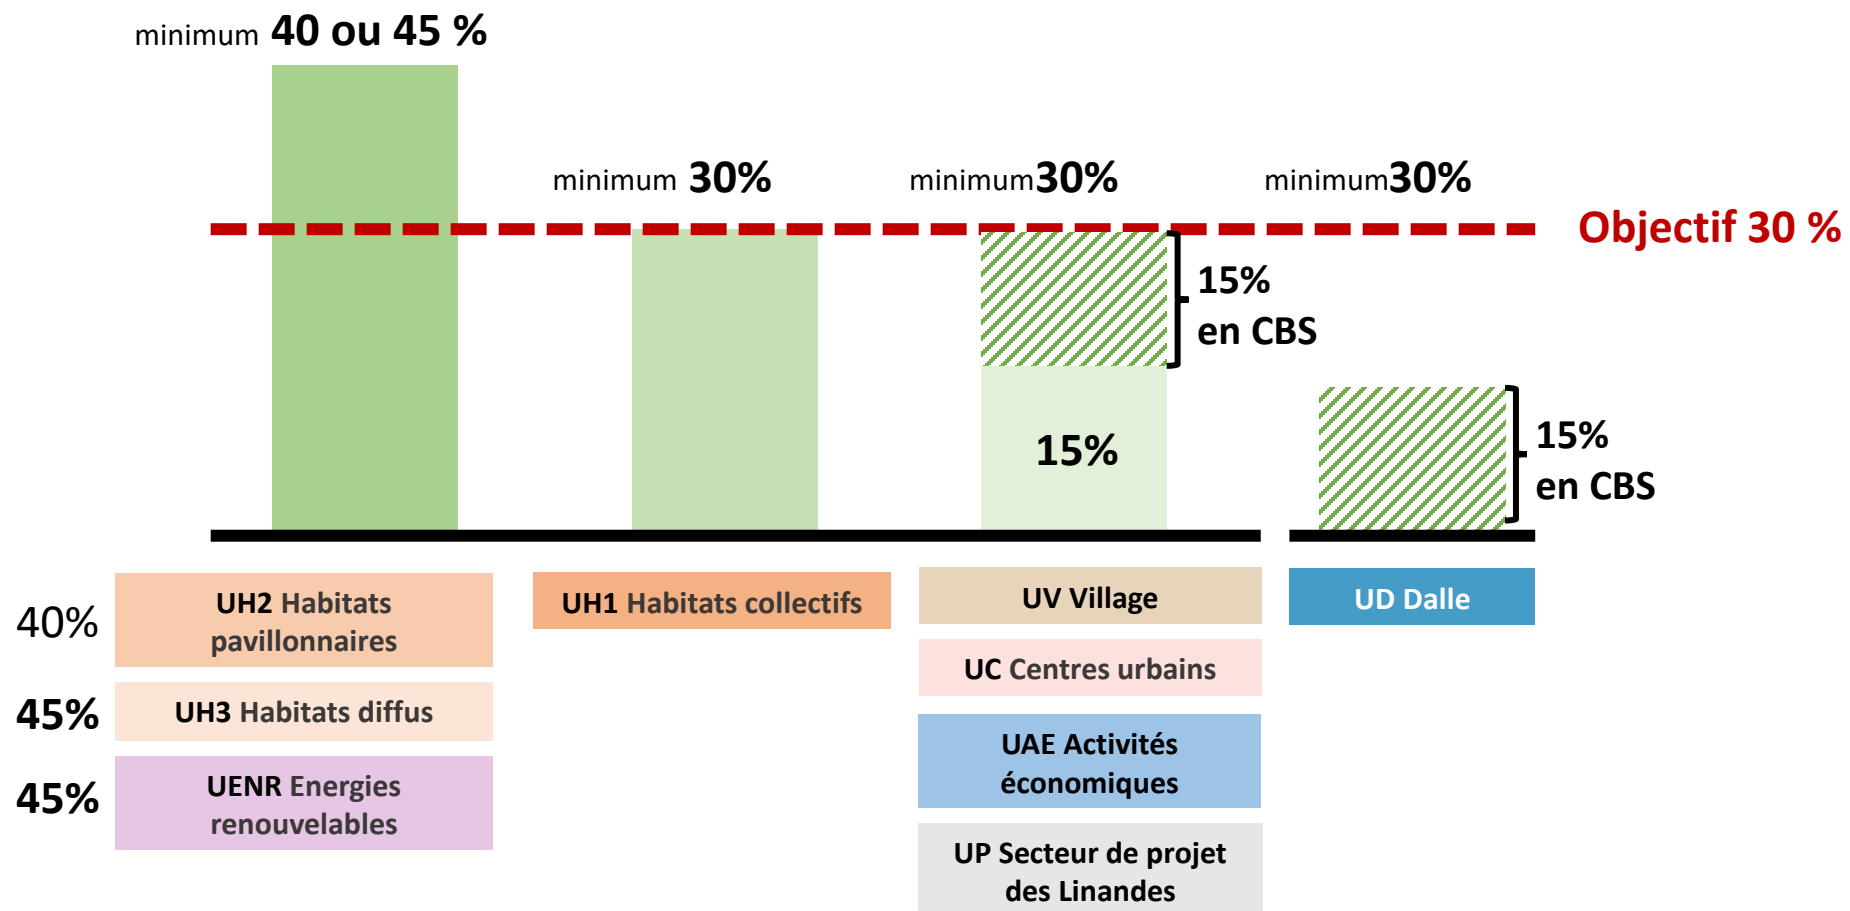 minimum 40 ou 45 %
minimum 30%
minimum30%
minimum30%
Objectif 30 %
15%
en CBS
15%
15%
en CBS
40%
UH2 Habitats
pavillonnaires
45%
UH3 Habitats diffus
45%
UENR Energies
renouvelables
UH1 Habitats collectifs
UV Village
UC Centres urbains
UAE Activités
économiques
UP Secteur de projet
des Linandes
UD Dalle